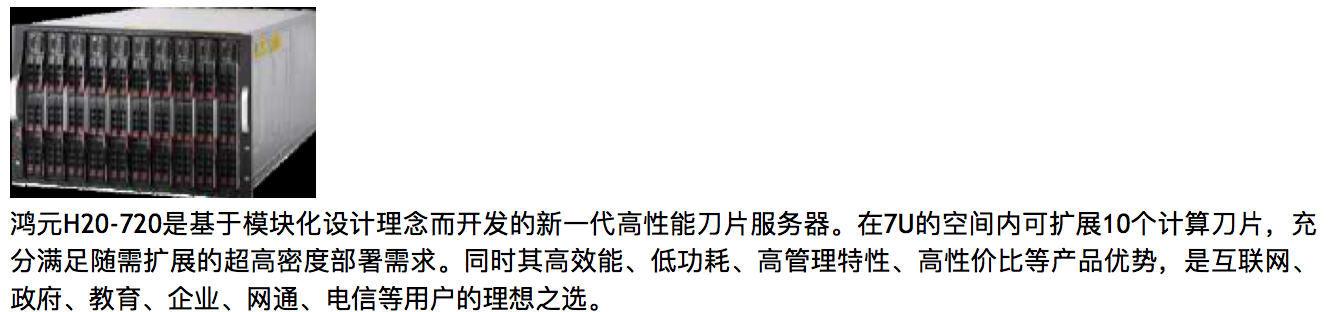 鸿元H20-720是基于模块化设计理念而开发的新一代高性能刀片服务器。在7U的空间内可扩展10个计算刀片，充
分满足随需扩展的超高密度部署需求。同时其高效能、低功耗、高管理特性、高性价比等产品优势，是互联网、
政府、教育、企业、网通、电信等用户的理想之选。